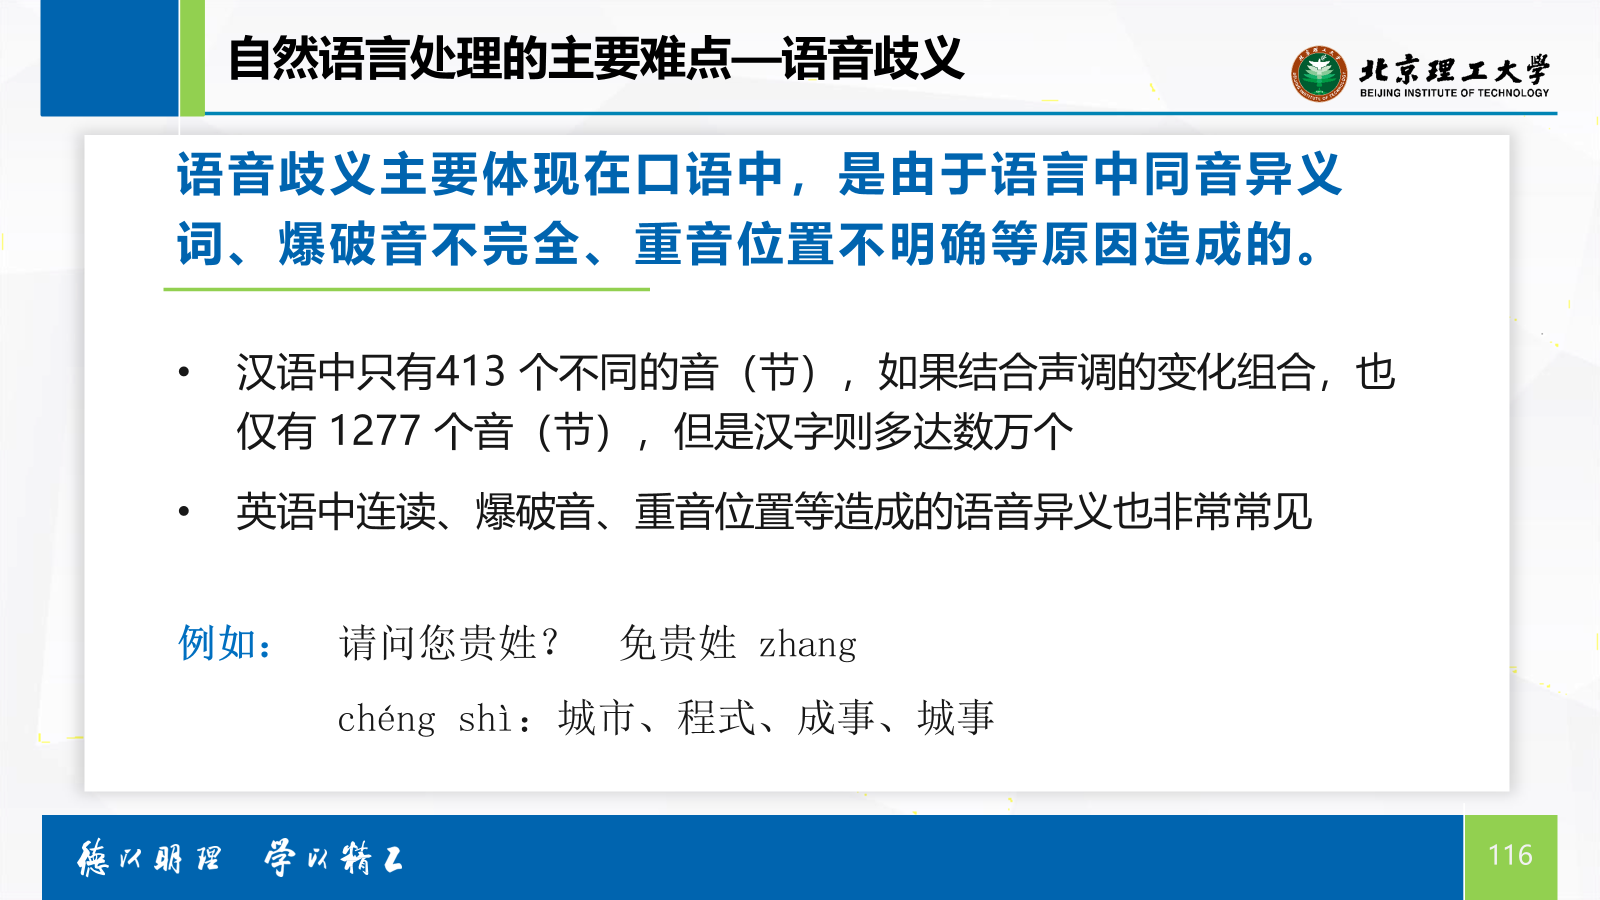 自然语言处理的主要难点—语音歧义
北京理工大学
BEIJING INSTITUTE OF TECHNOLOGY
语音歧义主要体现在口语中，是由于语言中同音异义
词、爆破音不完全、重音位置不明确等原因造成的。
• 汉语中只有413 个不同的音（节），如果结合声调的变化组合，也
仅有 1277 个音（节），但是汉字则多达数万个
• 英语中连读、爆破音、重音位置等造成的语音异义也非常常见
例如： 请问您贵姓？ 免贵姓 zhang
chéng shì：城市、程式、成事、城事
德以明理 学以精工
116